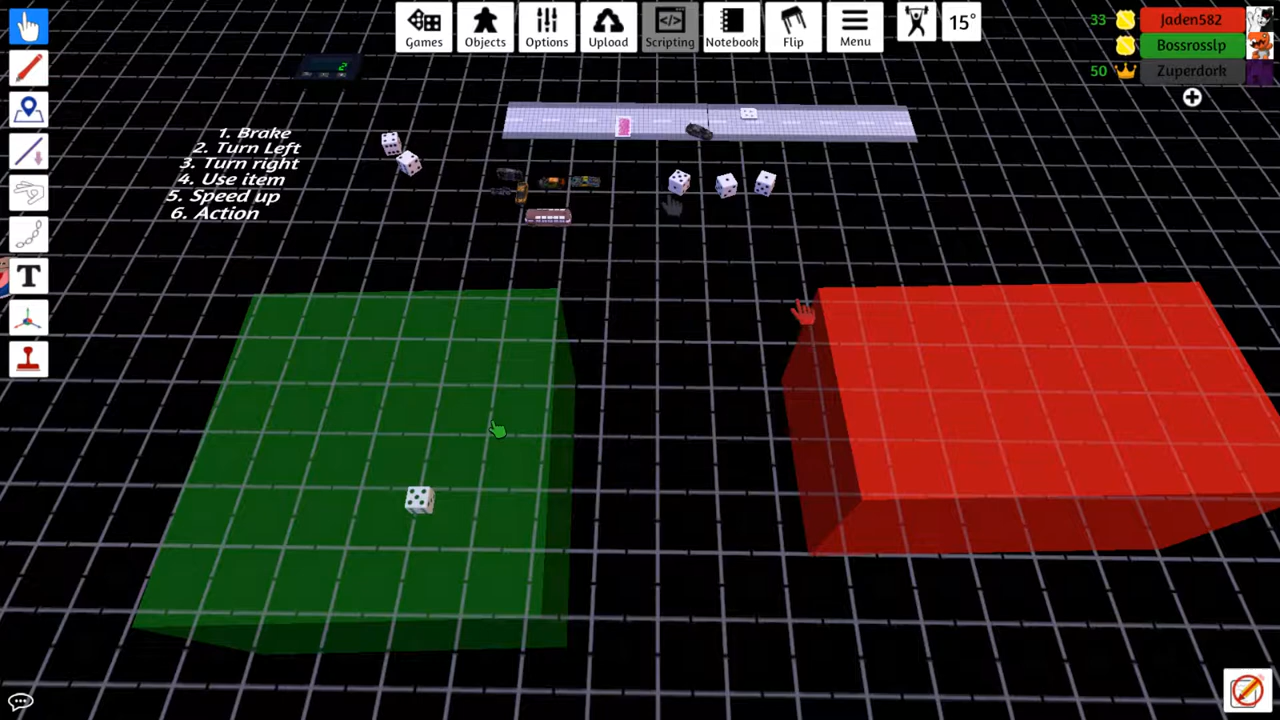 Games Objects Options Upload Scripting Notebook Flip Menu 15°
33 Jaden582
Bossrosslp
50 Zuperdork
2
1. Brake
2. Turn Left
3. Turn right
4. Use item
5. Speed up
6. Action
T